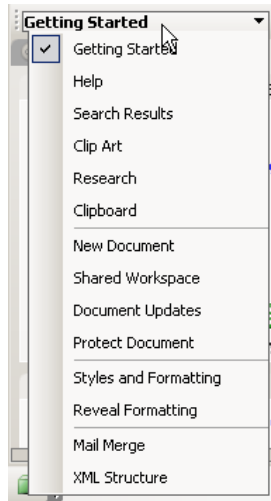 Getting Started
Getting Started
Help
Search Results
Clip Art
Research
Clipboard
New Document
Shared Workspace
Document Updates
Protect Document
Styles and Formatting
Reveal Formatting
Mail Merge
XML Structure